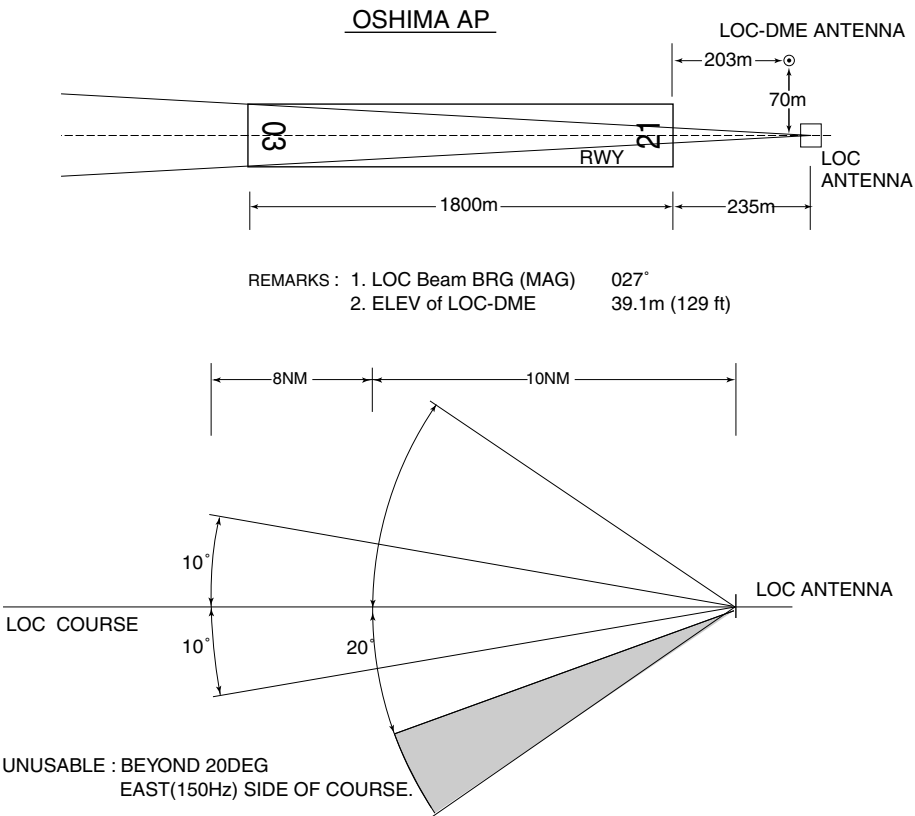 OSHIMA AP
LOC-DME ANTENNA
203m
70m
03
21
RWY
LOC
ANTENNA
1800m
235m
REMARKS : 1. LOC Beam BRG (MAG) 027°
2. ELEV of LOC-DME 39.1m (129 ft)
8NM
10NM
10°
LOC ANTENNA
LOC COURSE
10°
20°
UNUSABLE : BEYOND 20DEG
EAST(150Hz) SIDE OF COURSE.